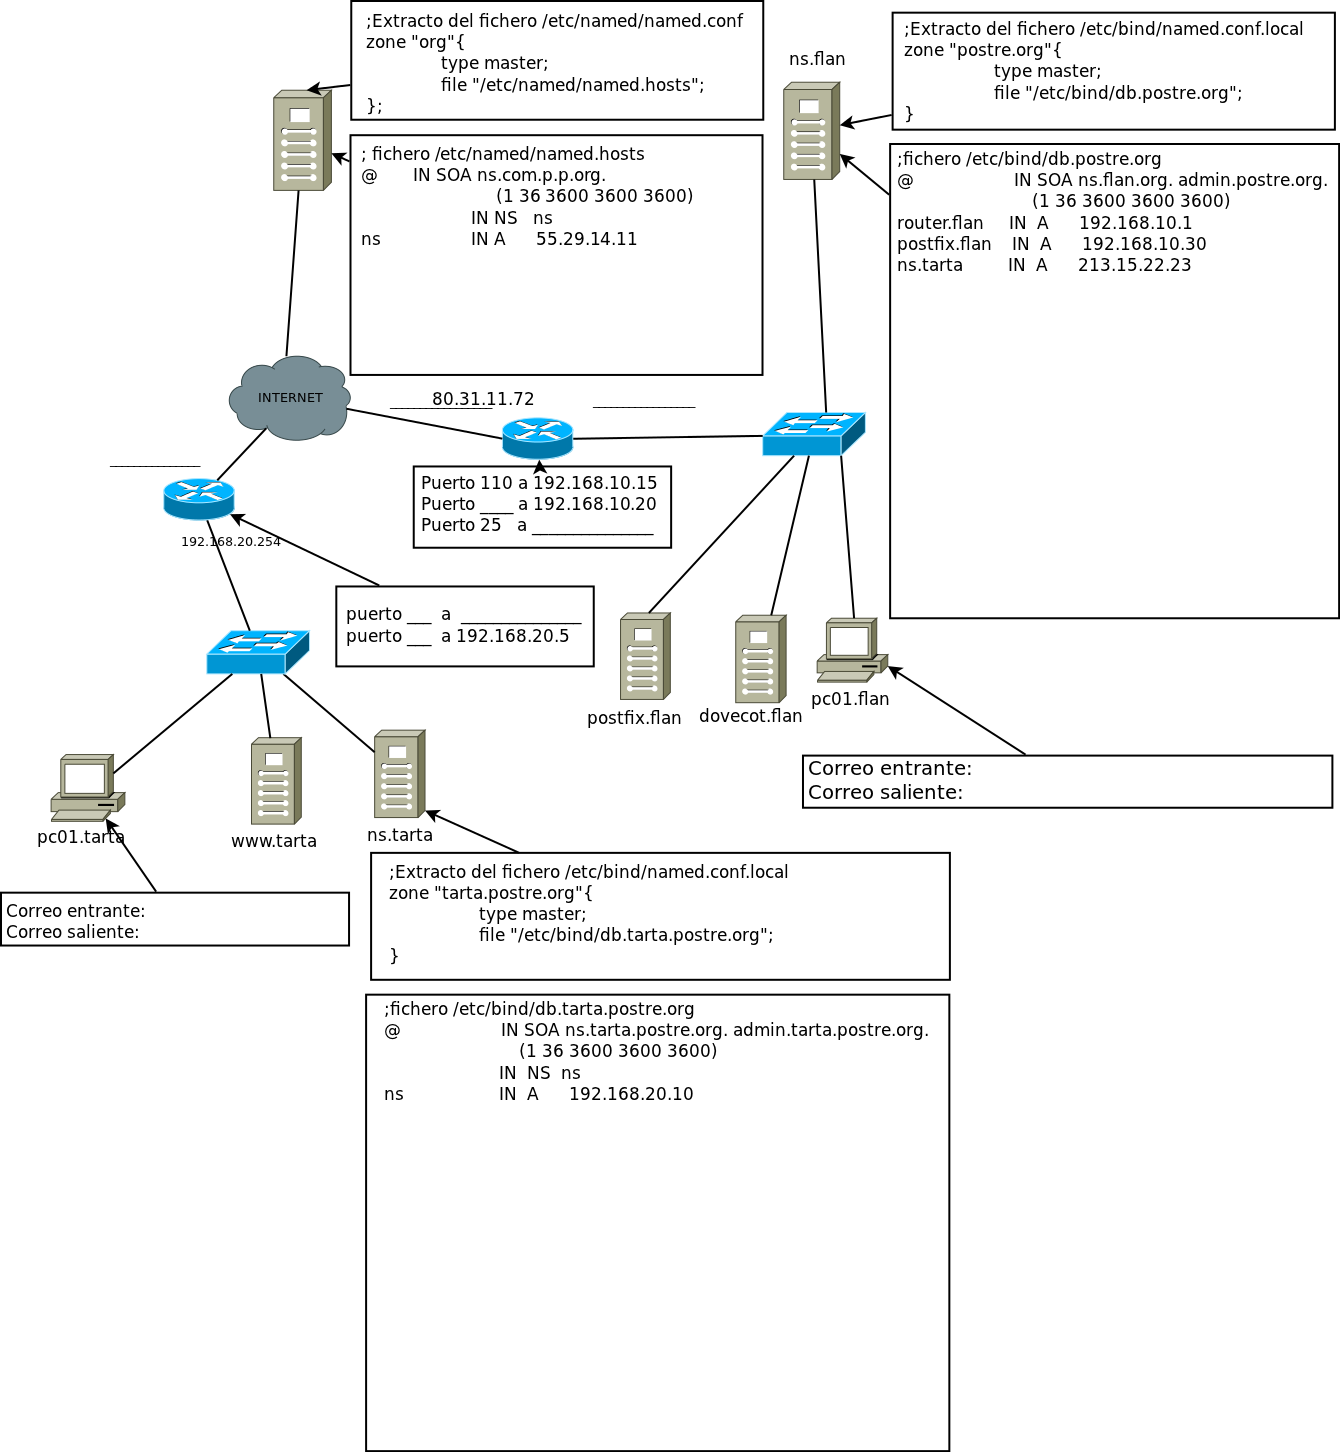 ;Extracto del fichero /etc/named/named.conf
zone "org"{
type master;
file "/etc/named/named.hosts";
};
; fichero /etc/named/named.hosts
@ IN SOA ns.com.p.p.org.
(1 36 3600 3600 3600)
IN NS ns
ns IN A 55.29.14.11
ns.flan
;Extracto del fichero /etc/bind/named.conf.local
zone "postre.org"{
type master;
file "/etc/bind/db.postre.org";
}
;fichero /etc/bind/db.postre.org
@ IN SOA ns.flan.org. admin.postre.org.
(1 36 3600 3600 3600)
router.flan IN A 192.168.10.1
postfix.flan IN A 192.168.10.30
ns.tarta IN A 213.15.22.23
INTERNET
80.31.11.72
_______________
_______________
Puerto 110 a 192.168.10.15
Puerto ____ a 192.168.10.20
Puerto 25 a _______________
_______________
192.168.20.254
puerto ___ a _______________
puerto ___ a 192.168.20.5
postfix.flan
dovecot.flan
pc01.flan
Correo entrante:
Correo saliente:
pc01.tarta
www.tarta
ns.tarta
Correo entrante:
Correo saliente:
;Extracto del fichero /etc/bind/named.conf.local
zone "tarta.postre.org"{
type master;
file "/etc/bind/db.tarta.postre.org";
}
;fichero /etc/bind/db.tarta.postre.org
@ IN SOA ns.tarta.postre.org. admin.tarta.postre.org.
(1 36 3600 3600 3600)
IN NS ns
ns IN A 192.168.20.10